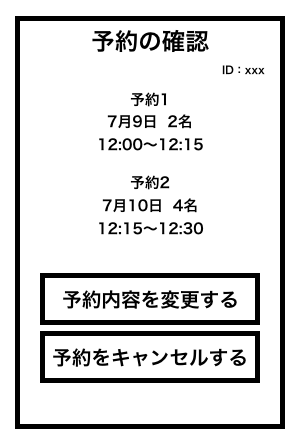 予約の確認
ID：xxx
予約1
7月9日 2名
12:00〜12:15
予約2
7月10日 4名
12:15〜12:30
予約内容を変更する
予約をキャンセルする